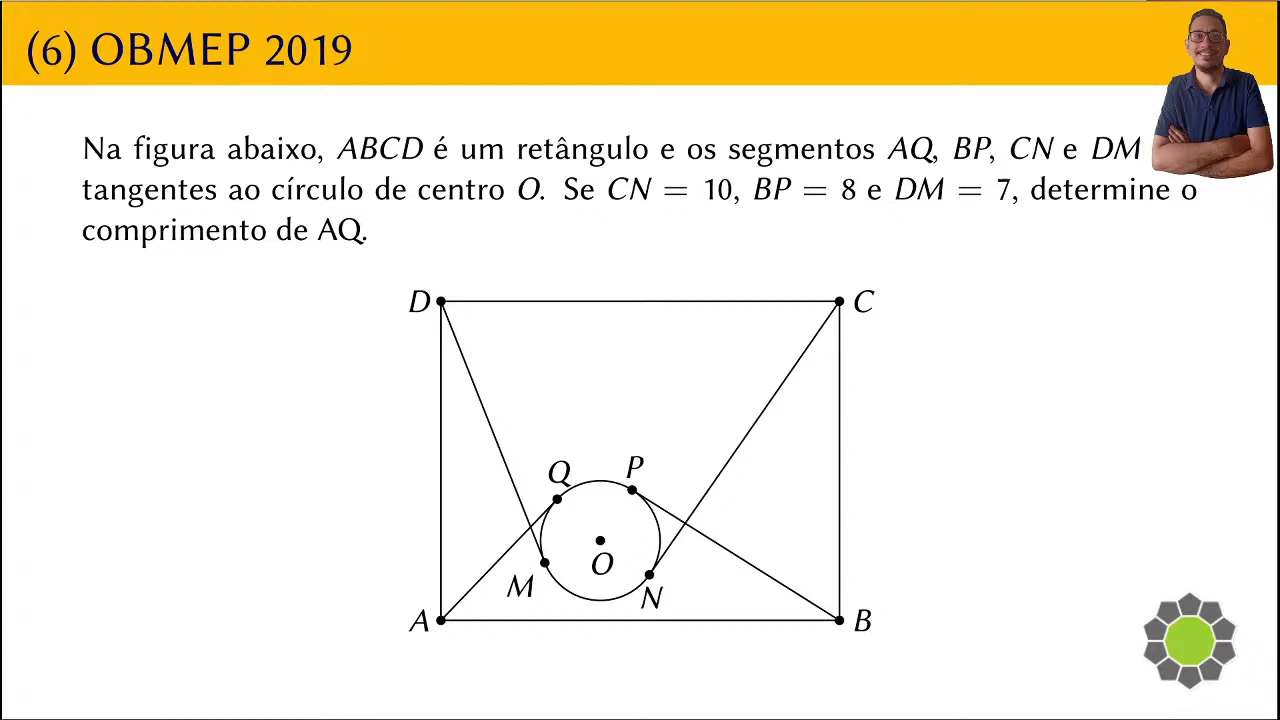 (6) OBMEP 2019
Na figura abaixo, ABCD é um retângulo e os segmentos AQ, BP, CN e DM
tangentes ao círculo de centro O. Se CN = 10, BP = 8 e DM = 7, determine o
comprimento de AQ.
D
C
Q
P
O
M
N
A
B